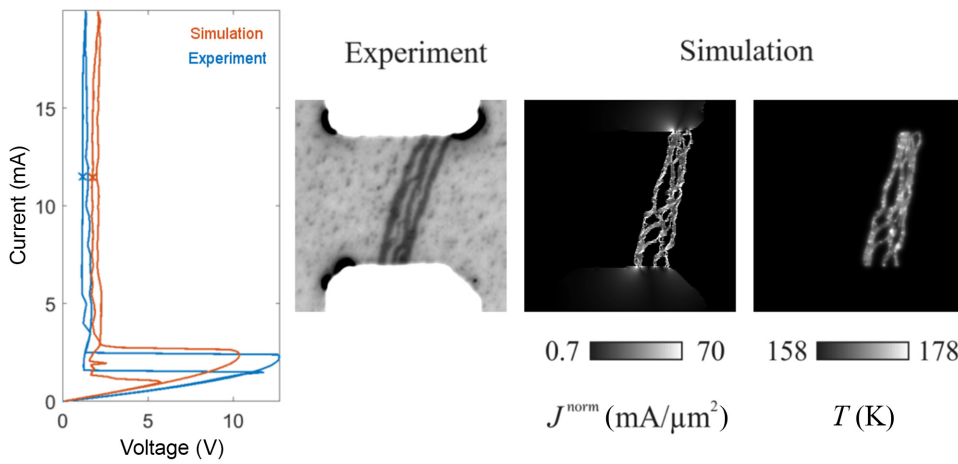 Simulation
Experiment
15
10
5
0
0 5 10
Current (mA)
Voltage (V)
Experiment
Simulation
0.7 70
158 178
J^norm (mA/μm²)
T (K)